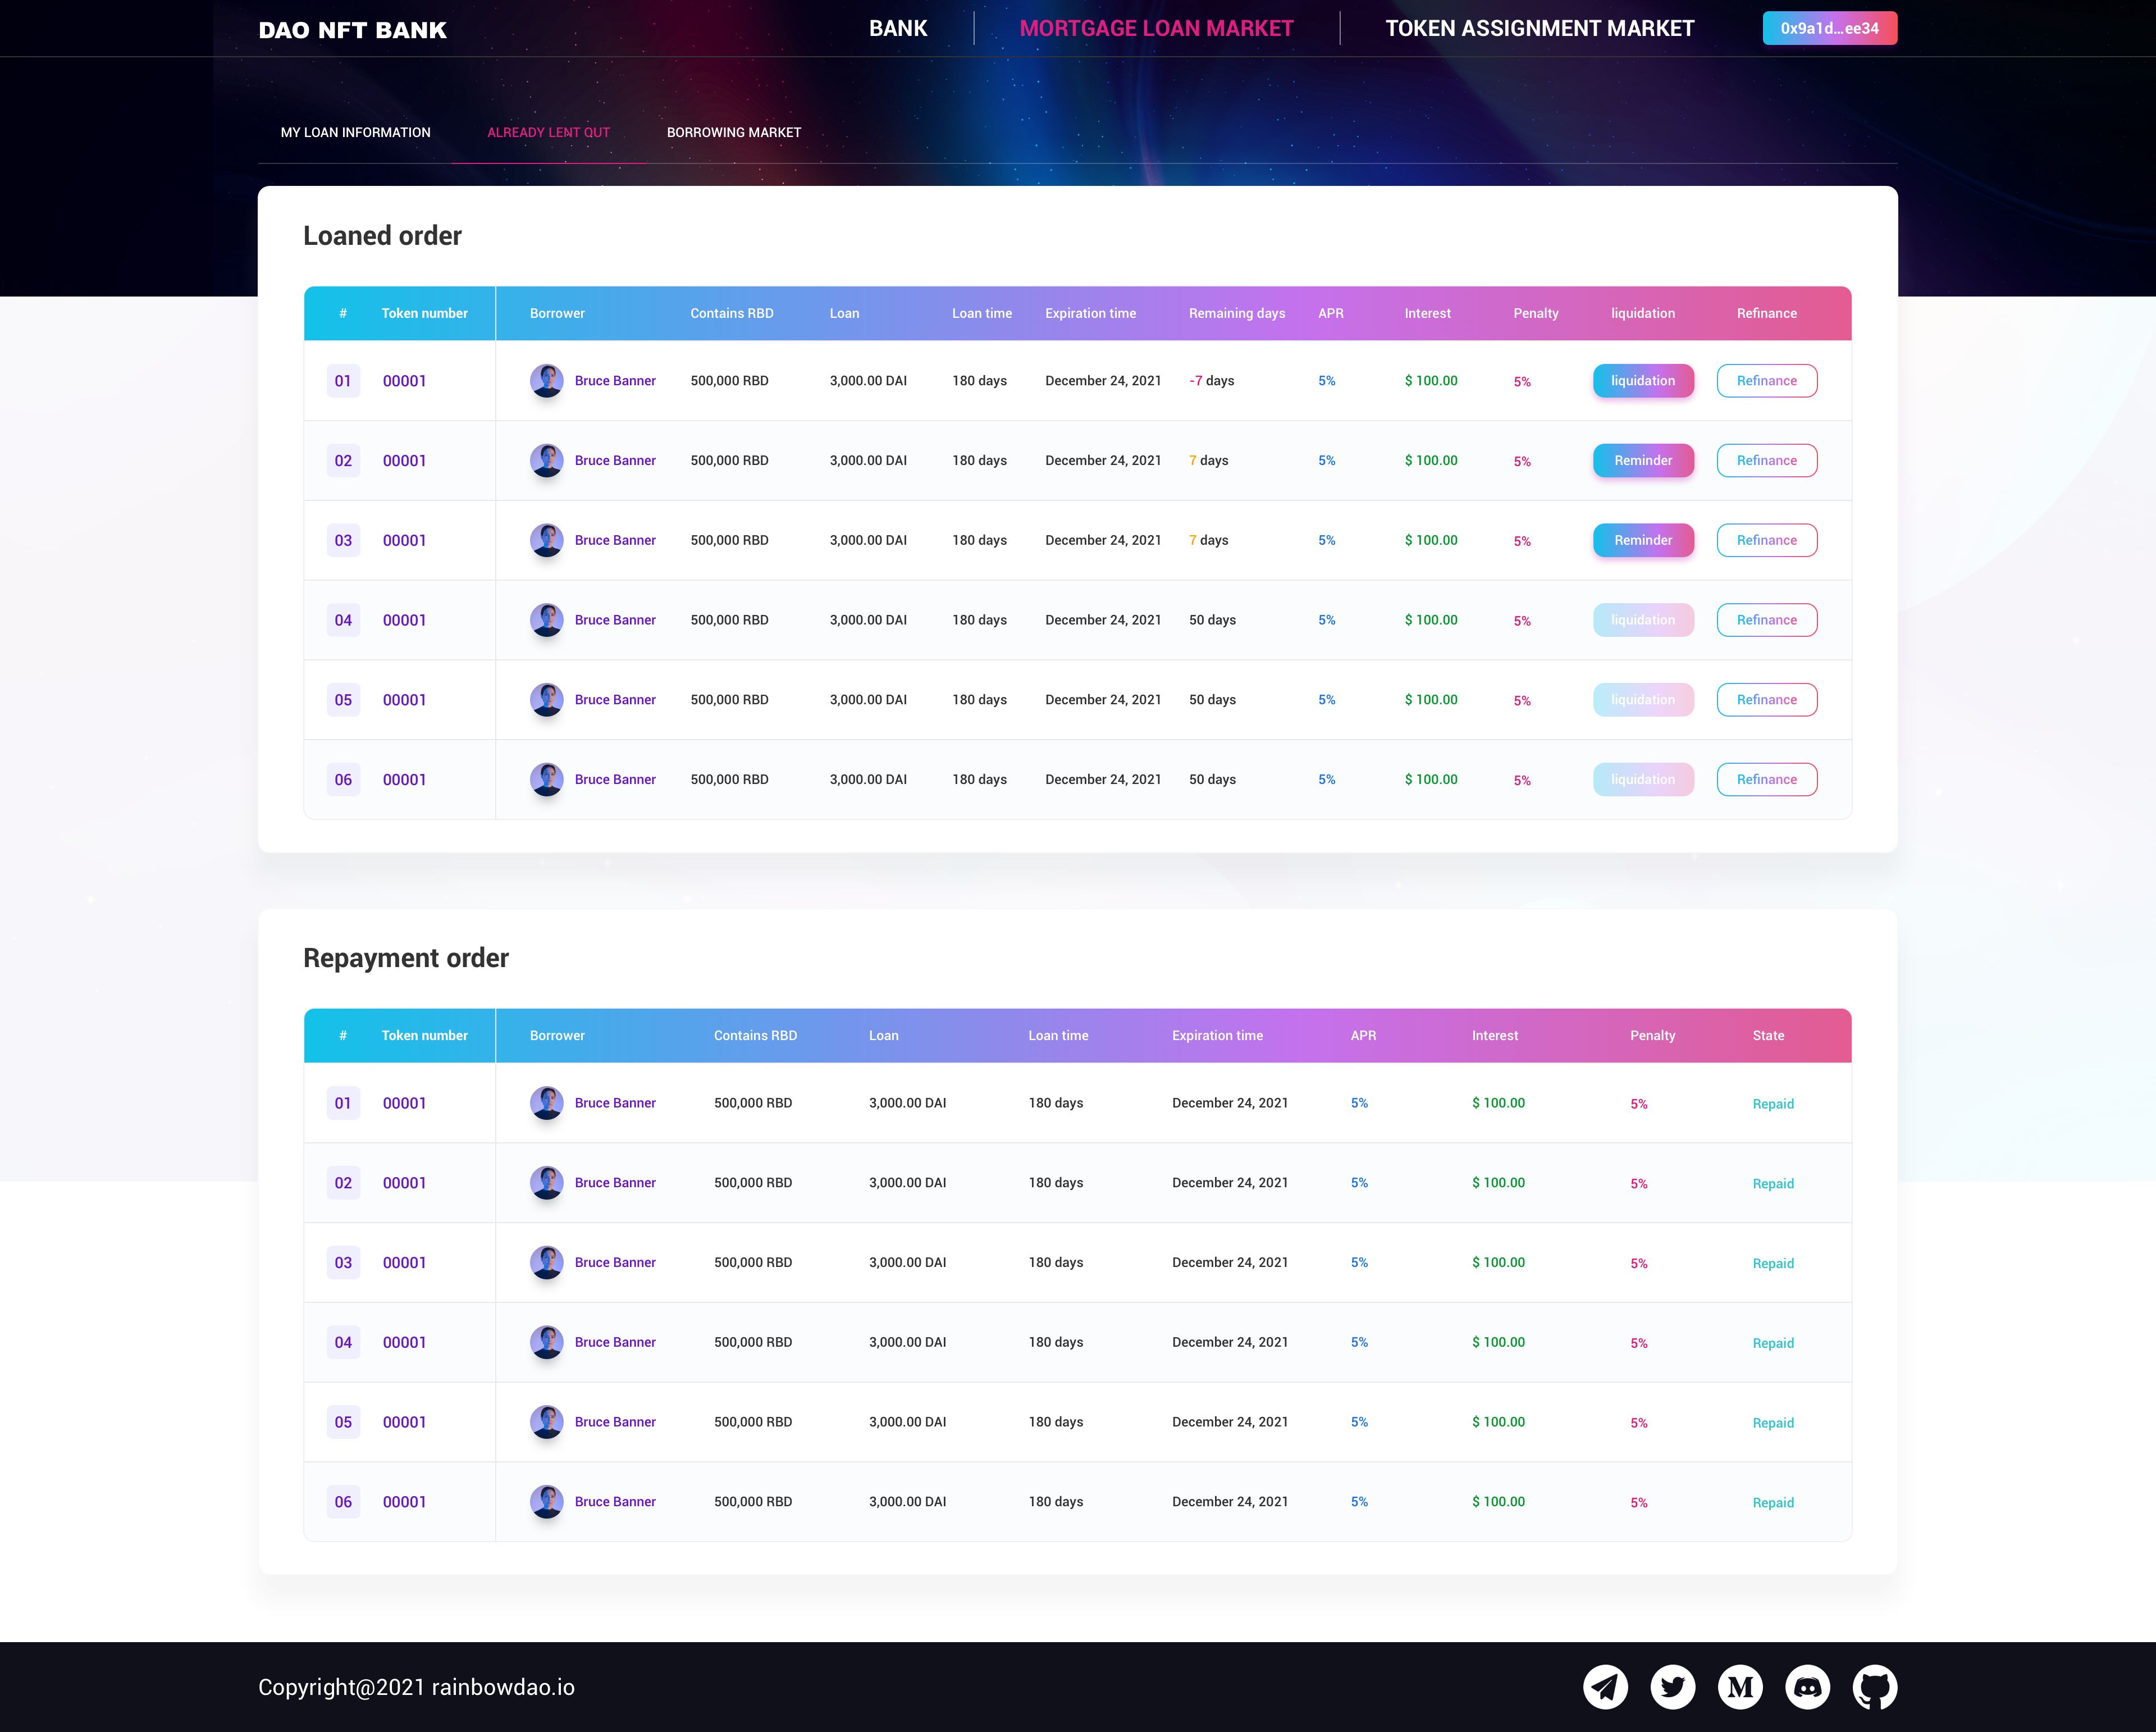 DAO NFT BANK BANK MORTGAGE LOAN MARKET TOKEN ASSIGNMENT MARKET 0x9a1d...ee34
MY LOAN INFORMATION ALREADY LENT QUT BORROWING MARKET
Loaned order
# Token number Borrower Contains RBD Loan Loan time Expiration time Remaining days APR Interest Penalty liquidation Refinance
01 00001 Bruce Banner 500,000 RBD 3,000.00 DAI 180 days December 24, 2021 -7 days 5% $ 100.00 5% liquidation Refinance
02 00001 Bruce Banner 500,000 RBD 3,000.00 DAI 180 days December 24, 2021 7 days 5% $ 100.00 5% Reminder Refinance
03 00001 Bruce Banner 500,000 RBD 3,000.00 DAI 180 days December 24, 2021 7 days 5% $ 100.00 5% Reminder Refinance
04 00001 Bruce Banner 500,000 RBD 3,000.00 DAI 180 days December 24, 2021 50 days 5% $ 100.00 5% liquidation Refinance
05 00001 Bruce Banner 500,000 RBD 3,000.00 DAI 180 days December 24, 2021 50 days 5% $ 100.00 5% liquidation Refinance
06 00001 Bruce Banner 500,000 RBD 3,000.00 DAI 180 days December 24, 2021 50 days 5% $ 100.00 5% liquidation Refinance
Repayment order
# Token number Borrower Contains RBD Loan Loan time Expiration time APR Interest Penalty State
01 00001 Bruce Banner 500,000 RBD 3,000.00 DAI 180 days December 24, 2021 5% $ 100.00 5% Repaid
02 00001 Bruce Banner 500,000 RBD 3,000.00 DAI 180 days December 24, 2021 5% $ 100.00 5% Repaid
03 00001 Bruce Banner 500,000 RBD 3,000.00 DAI 180 days December 24, 2021 5% $ 100.00 5% Repaid
04 00001 Bruce Banner 500,000 RBD 3,000.00 DAI 180 days December 24, 2021 5% $ 100.00 5% Repaid
05 00001 Bruce Banner 500,000 RBD 3,000.00 DAI 180 days December 24, 2021 5% $ 100.00 5% Repaid
06 00001 Bruce Banner 500,000 RBD 3,000.00 DAI 180 days December 24, 2021 5% $ 100.00 5% Repaid
Copyright@2021 rainbowdao.io M